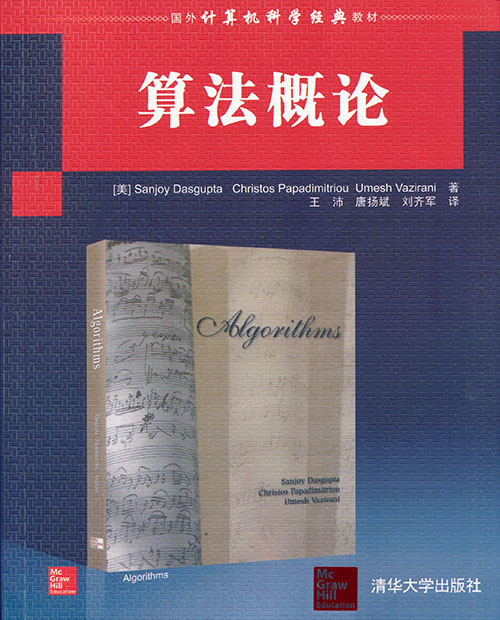 国外计算机科学经典教材
算法概论
[美] Sanjoy Dasgupta Christos Papadimitriou Umesh Vazirani 著
王 沛 唐扬斌 刘齐军 译
Algorithms
Algorithms
Sanjoy Dasgupta
Christos Papadimitriou
Umesh Vazirani
Mc
Graw
Hill
Education
Algorithms
Mc
Graw
Hill
Education
清华大学出版社